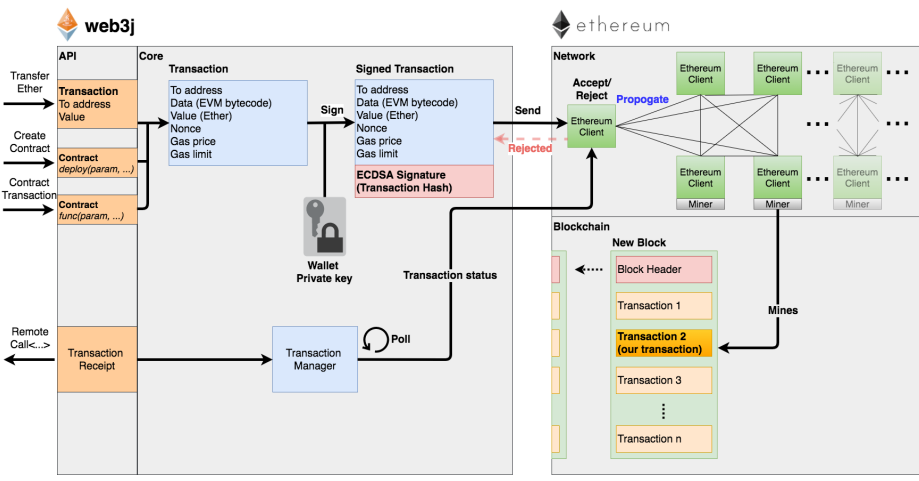 web3j
ethereum
API
Core
Network
Transfer
Ether
Transaction
To address
Value
Create
Contract
Contract
deploy(param, ...)
Contract
Transaction
Contract
func(param, ...)
Transaction
To address
Data (EVM bytecode)
Value (Ether)
Nonce
Gas price
Gas limit
Sign
Signed Transaction
To address
Data (EVM bytecode)
Value (Ether)
Nonce
Gas price
Gas limit
ECDSA Signature
(Transaction Hash)
Wallet
Private key
Send
Rejected
Accept/
Reject
Ethereum
Client
Propogate
Ethereum
Client
Ethereum
Client
Ethereum
Client
Ethereum
Client
Miner
Ethereum
Client
Miner
Ethereum
Client
Miner
Transaction status
Remote
Call<...>
Transaction
Receipt
Transaction
Manager
Poll
Blockchain
New Block
Block Header
Transaction 1
Transaction 2
(our transaction)
Transaction 3
Transaction n
Mines